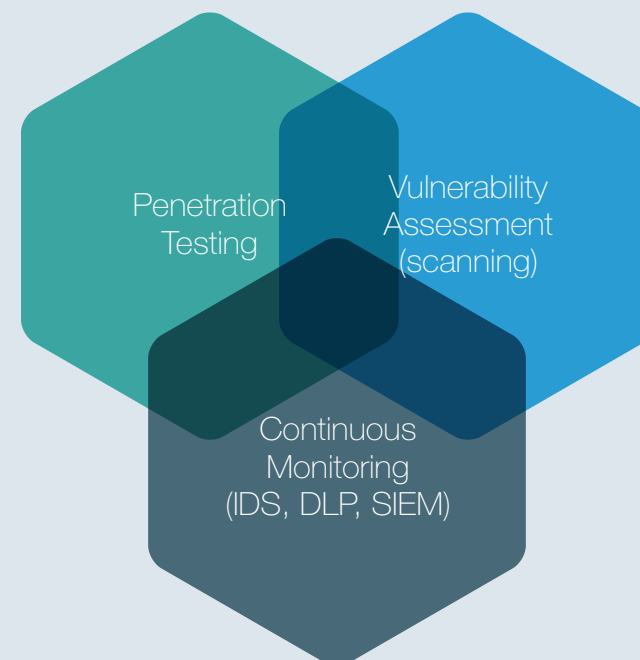 Penetration
Testing
Vulnerability
Assessment
(scanning)
Continuous
Monitoring
(IDS, DLP, SIEM)